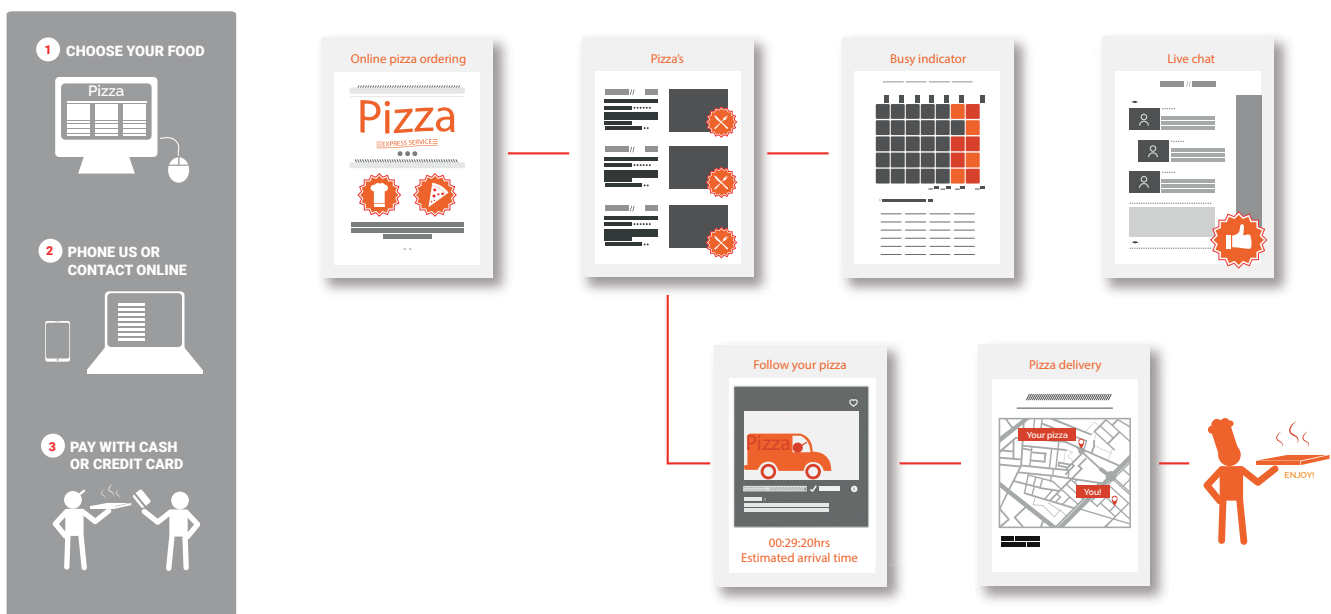 1 CHOOSE YOUR FOOD
Pizza
2 PHONE US OR
CONTACT ONLINE
3 PAY WITH CASH
OR CREDIT CARD
Online pizza ordering
Pizza
EXPRESS SERVICE
Pizza's
Busy indicator
Live chat
Follow your pizza
Pizza
00:29:20hrs
Estimated arrival time
Pizza delivery
Your pizza
You!
ENJOY!